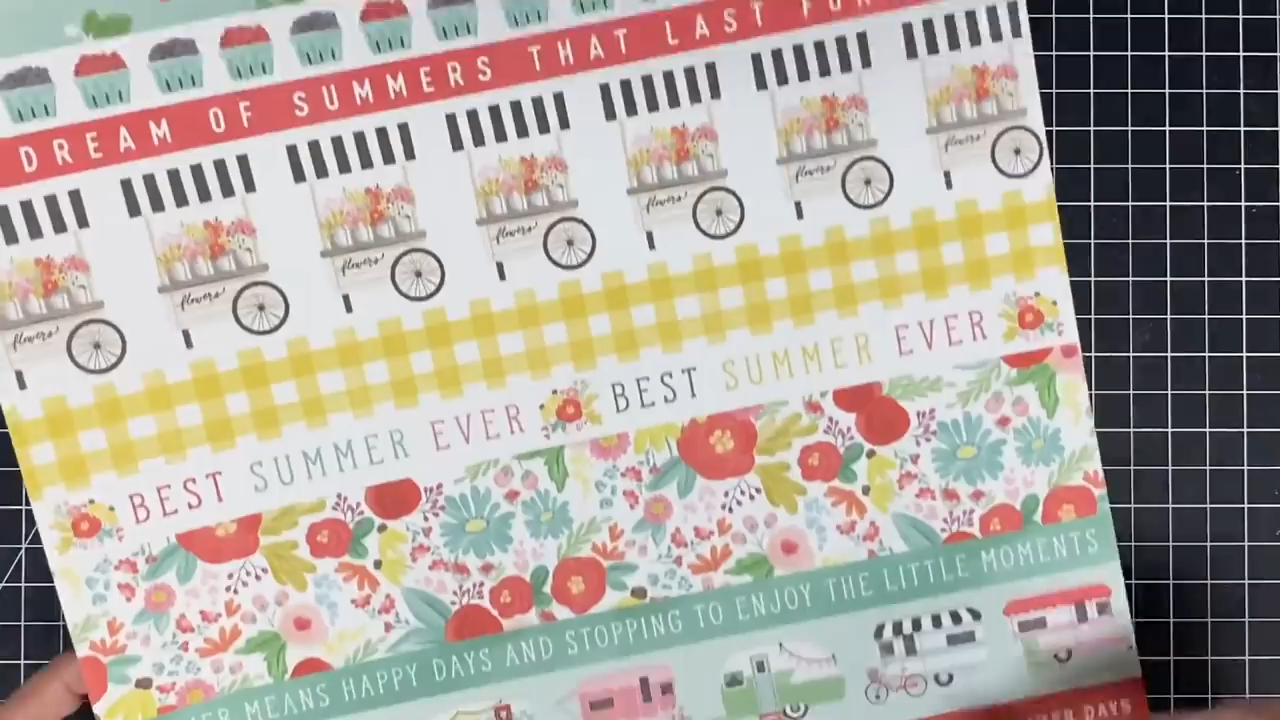 DREAM OF SUMMERS THAT LAST FOR
flowers!
flowers!
flowers!
flowers!
flowers!
flowers!
flowers!
BEST SUMMER EVER BEST SUMMER EVER
MEANS HAPPY DAYS AND STOPPING TO ENJOY THE LITTLE MOMENTS
DAYS